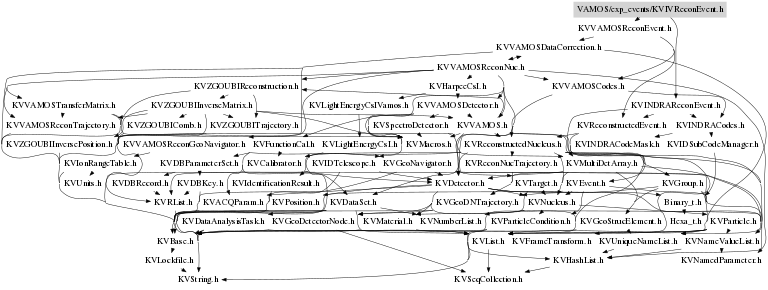 VAMOS/exp_events/KVIVReconEvent.h
KVVAMOSReconEvent.h
KVVAMOSDataCorrection.h
KVVAMOSReconNuc.h
KVZGOUBIReconstruction.h KVHarpeeCsI.h KVVAMOSCodes.h
KVVAMOSTransferMatrix.h KVZGOUBIInverseMatrix.h KVLightEnergyCsIVamos.h KVVAMOSDetector.h KVINDRAReconEvent.h
KVVAMOSReconTrajectory.h KVZGOUBIComb.h KVZGOUBITrajectory.h KVSpectroDetector.h KVVAMOS.h KVReconstructedEvent.h KVINDRACodes.h
KVZGOUBIInversePosition.h KVVAMOSReconGeoNavigator.h KVFunctionCal.h KVLightEnergyCsI.h KVMacros.h KVReconstructedNucleus.h KVINDRACodeMask.h KVIDSubCodeManager.h
KVIonRangeTable.h KVDBParameterSet.h KVCalibrator.h KVIDTelescope.h KVGeoNavigator.h KVReconNucTrajectory.h KVMultiDetArray.h
KVUnits.h KVDBRecord.h KVDBKey.h KVIdentificationResult.h KVDetector.h KVTarget.h KVEvent.h KVGroup.h
KVRList.h KVACQParam.h KVPosition.h KVDataSet.h KVGeoDNTrajectory.h KVNucleus.h Binary_t.h
KVDataAnalysisTask.h KVGeoDetectorNode.h KVMaterial.h KVNumberList.h KVParticleCondition.h KVGeoStrucElement.h Hexa_t.h KVParticle.h
KVBase.h KVList.h KVFrameTransform.h KVUniqueNameList.h KVNameValueList.h
KVLockfile.h KVHashList.h KVNamedParameter.h
KVString.h KVSeqCollection.h